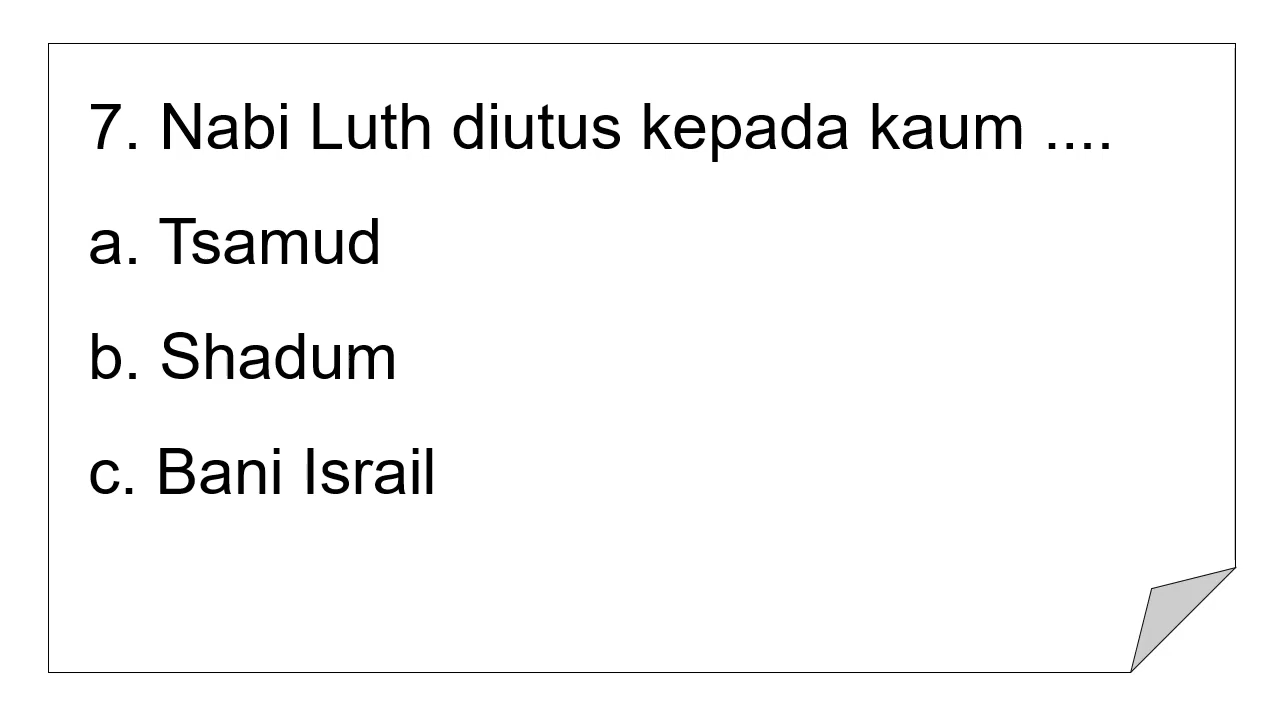 7. Nabi Luth diutus kepada kaum ....
a. Tsamud
b. Shadum
c. Bani Israil